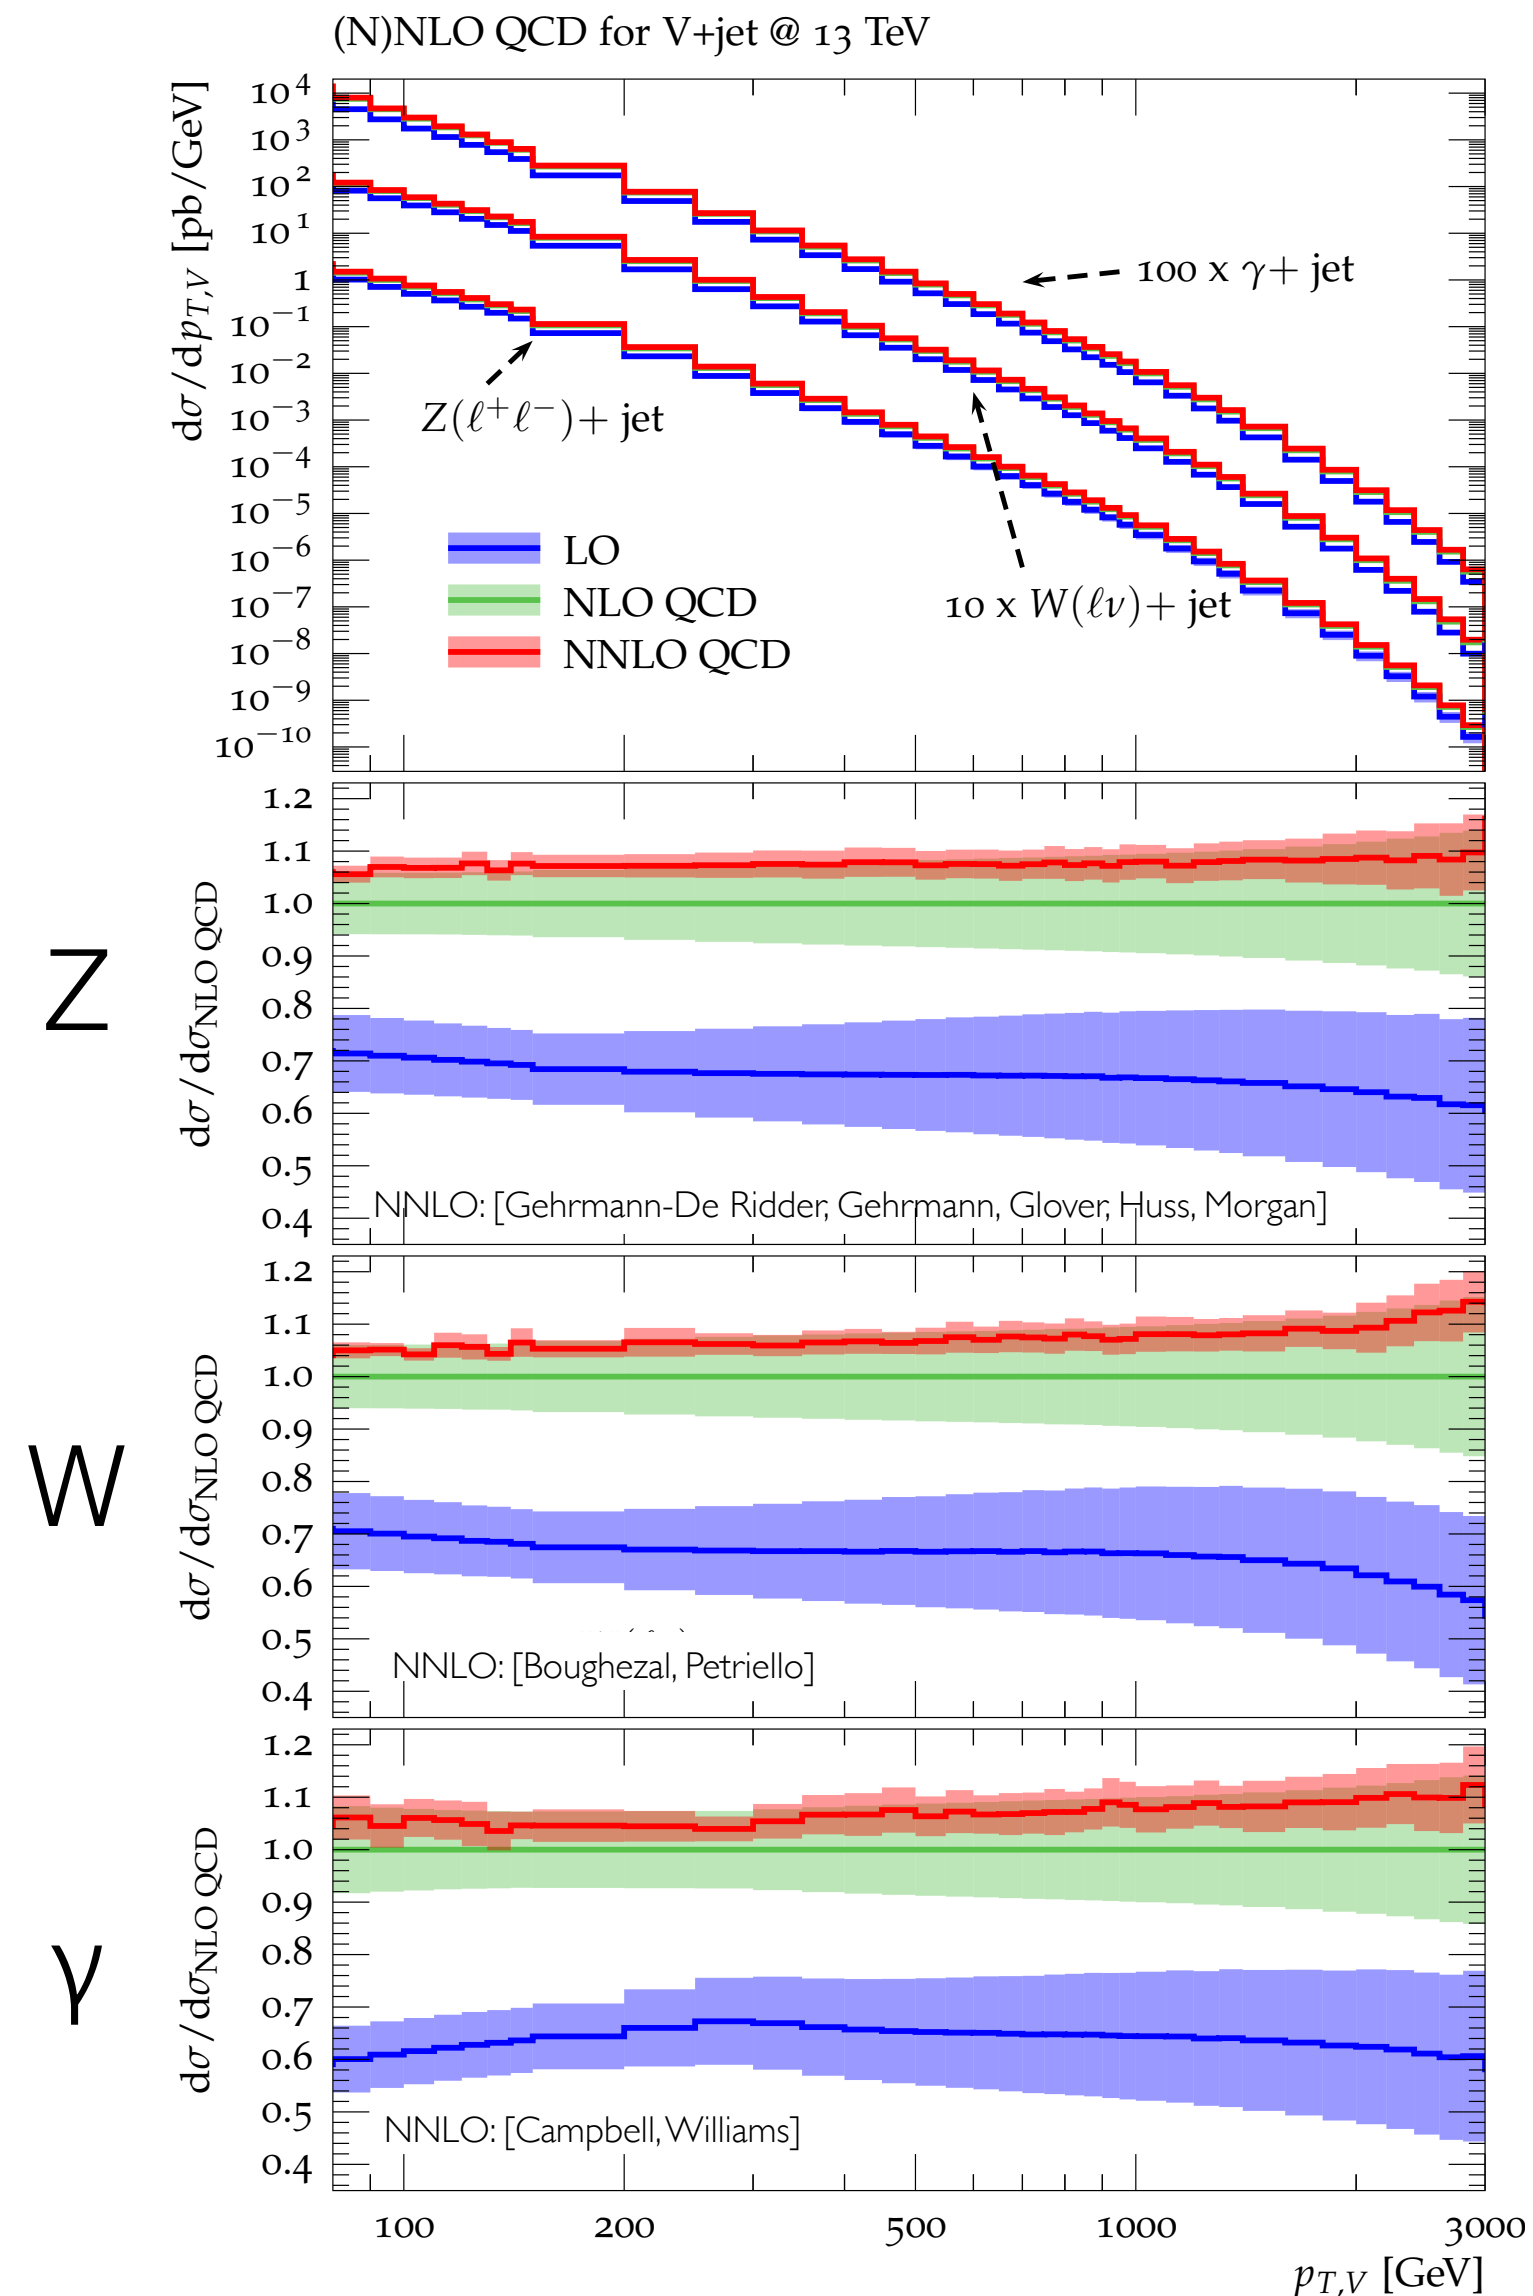 (N)NLO QCD for V+jet @ 13 TeV
dσ/dp_{T,V} [pb/GeV]
10^4
10^3
10^2
10^1
1
10^−1
10^−2
10^−3
10^−4
10^−5
10^−6
10^−7
10^−8
10^−9
10^−10
100 x γ+ jet
Z(ℓ^+ℓ^−)+ jet
10 x W(ℓν)+ jet
LO
NLO QCD
NNLO QCD
Z
dσ/dσ_{NLO QCD}
1.2
1.1
1.0
0.9
0.8
0.7
0.6
0.5
0.4
NNLO: [Gehrmann-De Ridder, Gehrmann, Glover, Huss, Morgan]
W
dσ/dσ_{NLO QCD}
1.2
1.1
1.0
0.9
0.8
0.7
0.6
0.5
0.4
NNLO: [Boughezal, Petriello]
γ
dσ/dσ_{NLO QCD}
1.2
1.1
1.0
0.9
0.8
0.7
0.6
0.5
0.4
NNLO: [Campbell, Williams]
100 200 500 1000 3000
p_{T,V} [GeV]